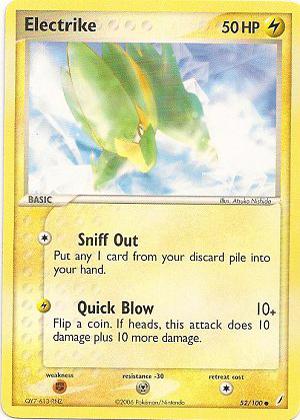 Electrike 50 HP
Illus. Atsuko Nishida
BASIC
Sniff Out
Put any 1 card from your discard pile into
your hand.
Quick Blow 10+
Flip a coin. If heads, this attack does 10
damage plus 10 more damage.
weakness resistance -30 retreat cost
©2006 Pokémon/Nintendo 52/100